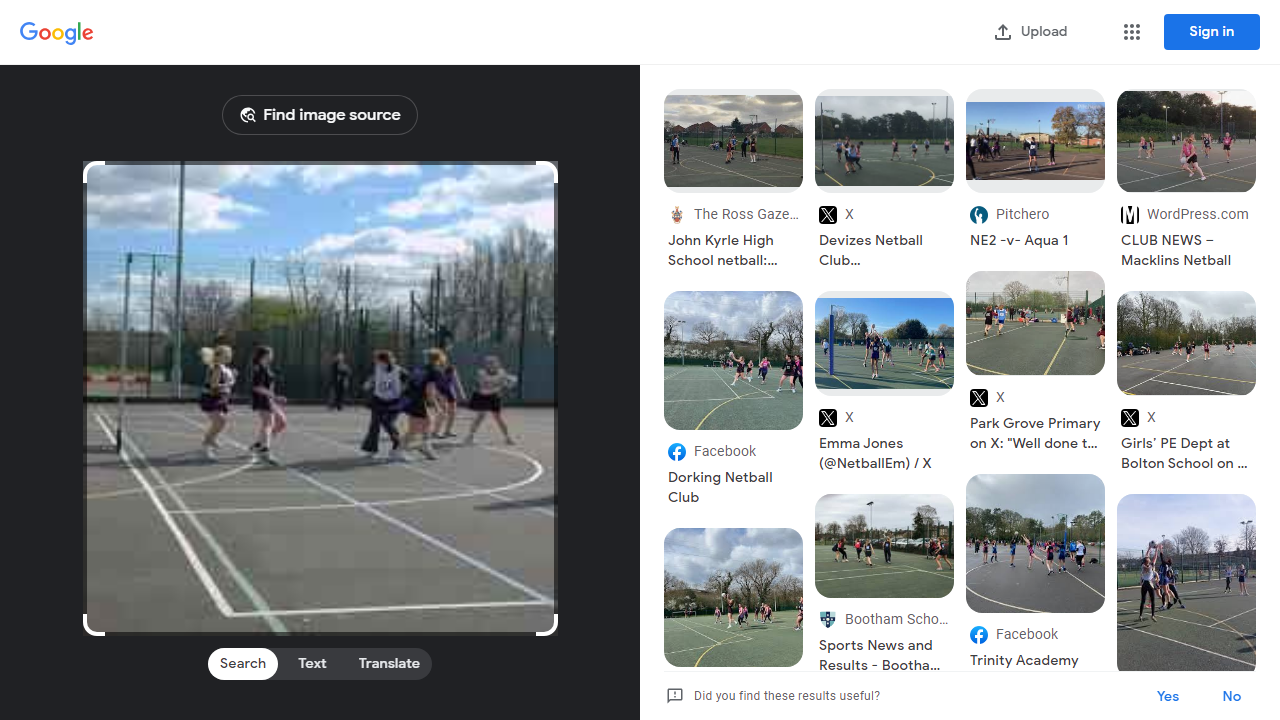 Google
Upload
Sign in
Find image source
Search
Text
Translate
The Ross Gaze...
John Kyrle High
School netball:...
X
Devizes Netball
Club...
Pitchero
NE2 -v- Aqua 1
WordPress.com
CLUB NEWS –
Macklins Netball
Facebook
Dorking Netball
Club
X
Emma Jones
(@NetballEm) / X
X
Park Grove Primary
on X: "Well done t...
X
Girls' PE Dept at
Bolton School on ...
Bootham Scho...
Sports News and
Results - Bootha...
Facebook
Trinity Academy
Did you find these results useful?
Yes
No